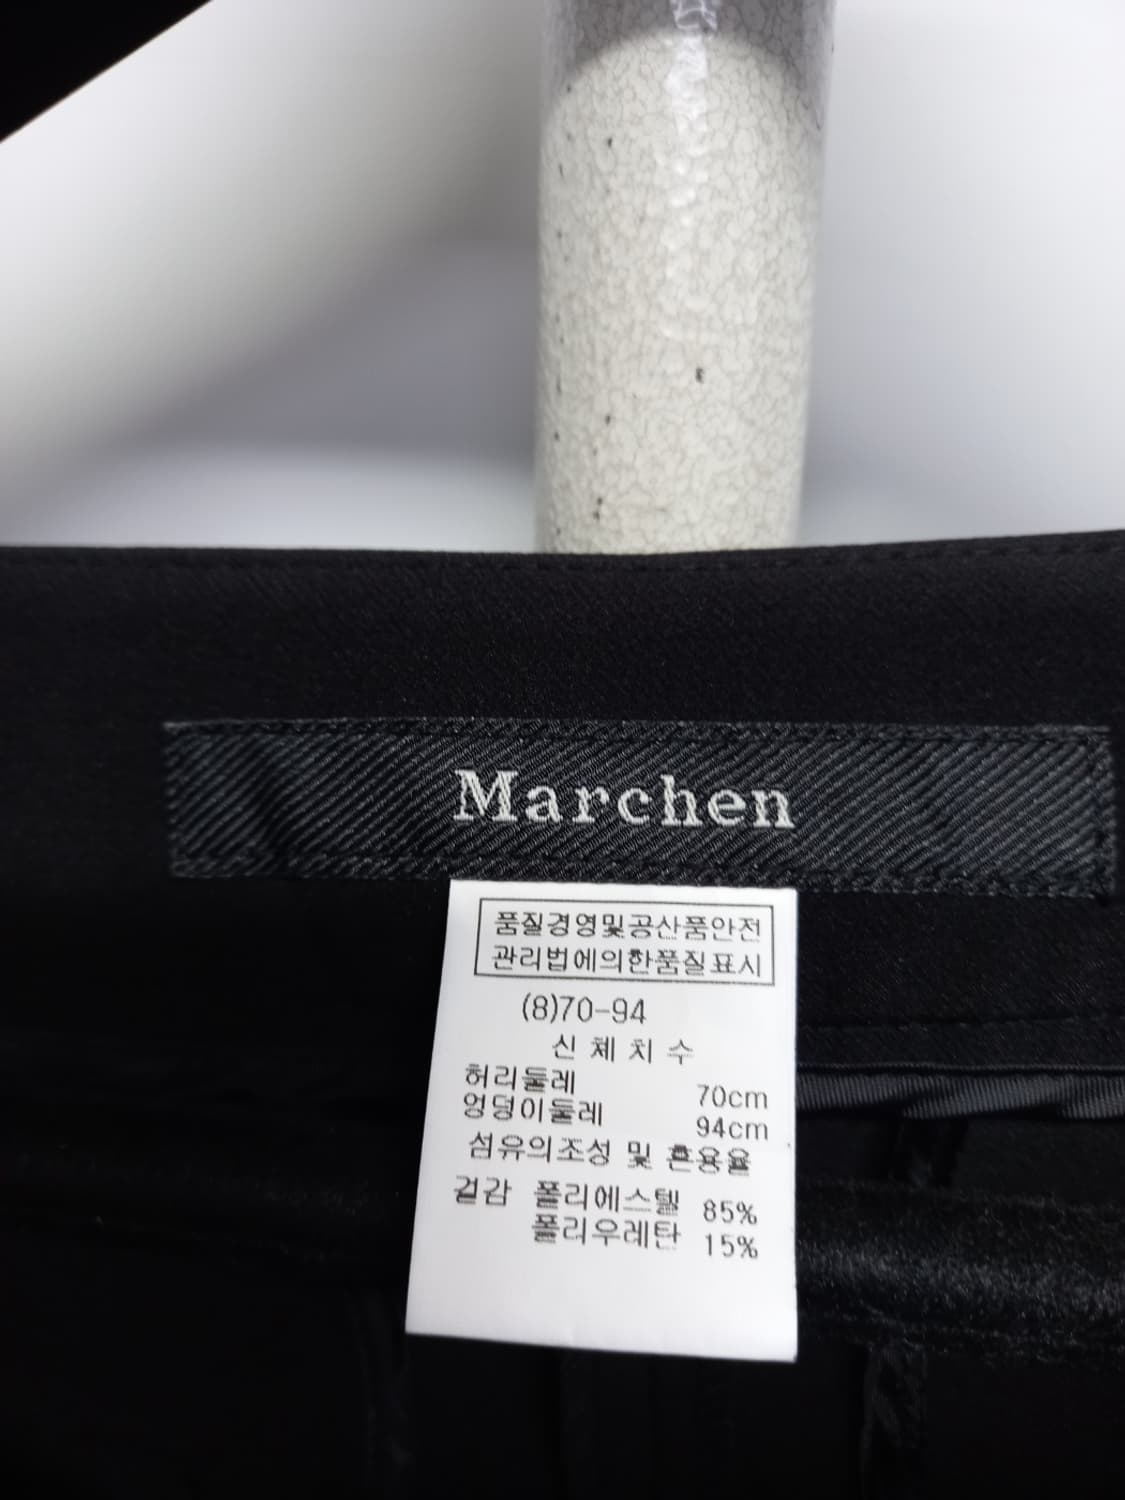 Marchen
품질경영및공산품안전
관리법에의한품질표시
(8)70-94
신체치수
허리둘레 70cm
엉덩이둘레 94cm
섬유의조성 및 혼용율
겉감 폴리에스텔 85%
폴리우레탄 15%